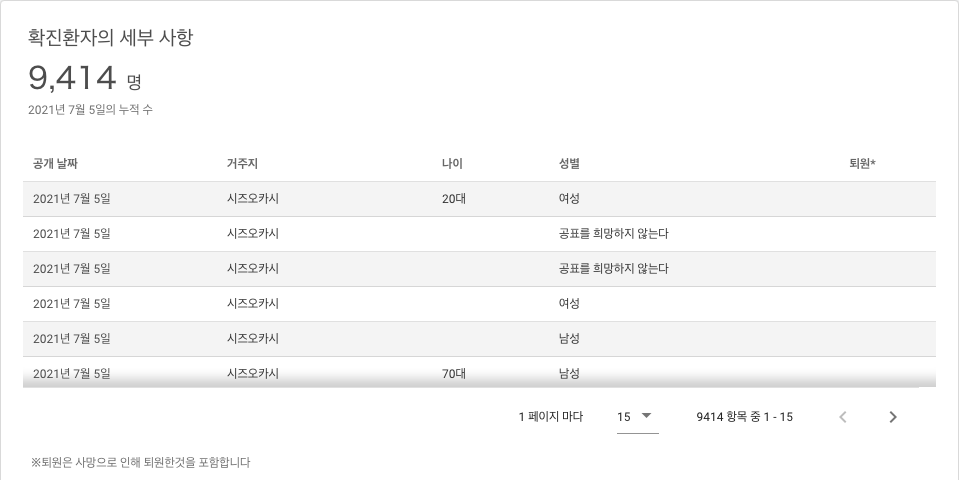 확진환자의 세부 사항
9,414 명
2021년 7월 5일의 누적 수
공개 날짜 거주지 나이 성별 퇴원*
2021년 7월 5일 시즈오카시 20대 여성
2021년 7월 5일 시즈오카시 공표를 희망하지 않는다
2021년 7월 5일 시즈오카시 공표를 희망하지 않는다
2021년 7월 5일 시즈오카시 여성
2021년 7월 5일 시즈오카시 남성
2021년 7월 5일 시즈오카시 70대 남성
1 페이지 마다 15 9414 항목 중 1 - 15
※퇴원은 사망으로 인해 퇴원한것을 포함합니다